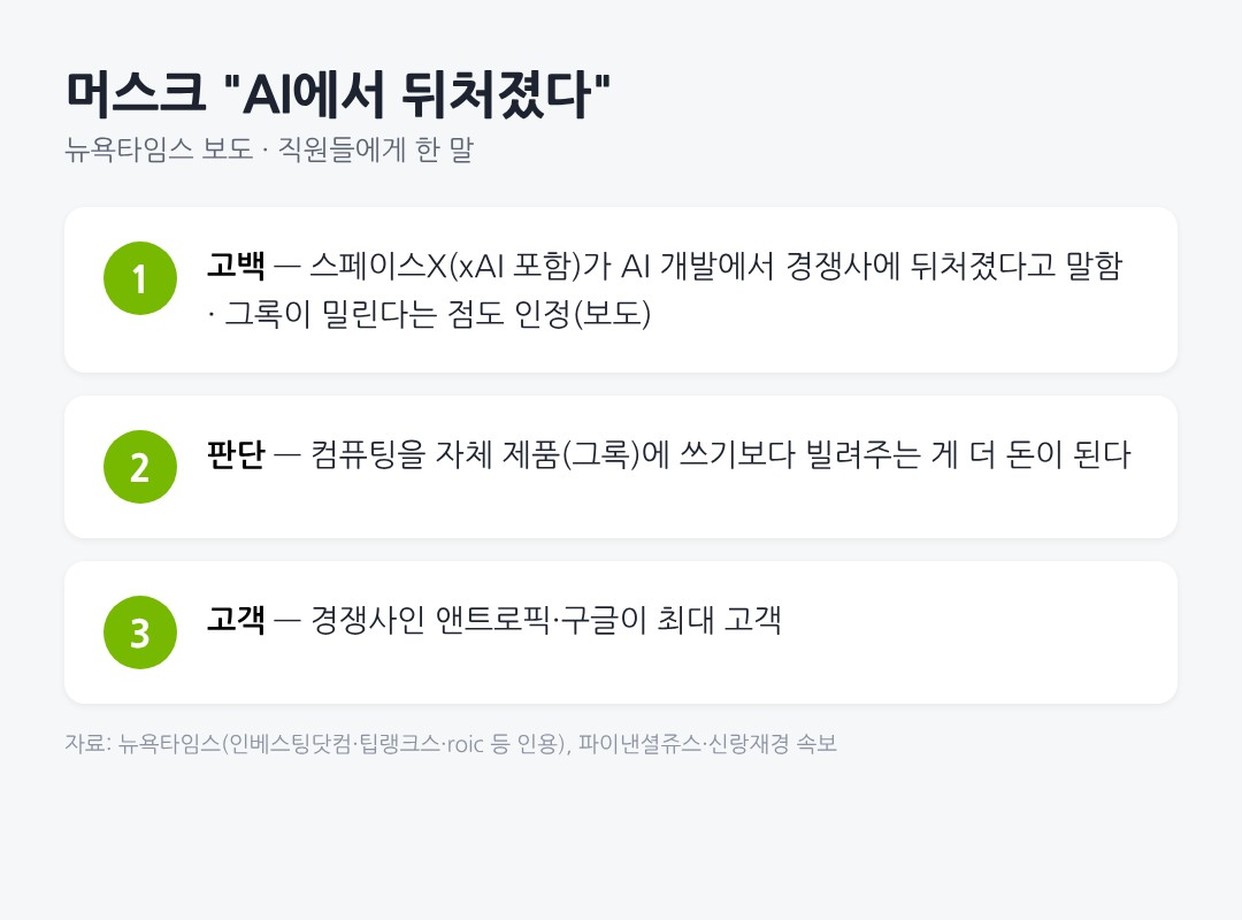 머스크 "AI에서 뒤처졌다"
뉴욕타임스 보도 · 직원들에게 한 말
1
고백 — 스페이스X(xAI 포함)가 AI 개발에서 경쟁사에 뒤처졌다고 말함
· 그록이 밀린다는 점도 인정(보도)
2
판단 — 컴퓨팅을 자체 제품(그록)에 쓰기보다 빌려주는 게 더 돈이 된다
3
고객 — 경쟁사인 앤트로픽·구글이 최대 고객
자료: 뉴욕타임스(인베스팅닷컴·팁랭크스·roic 등 인용), 파이낸셜쥬스·신랑재경 속보